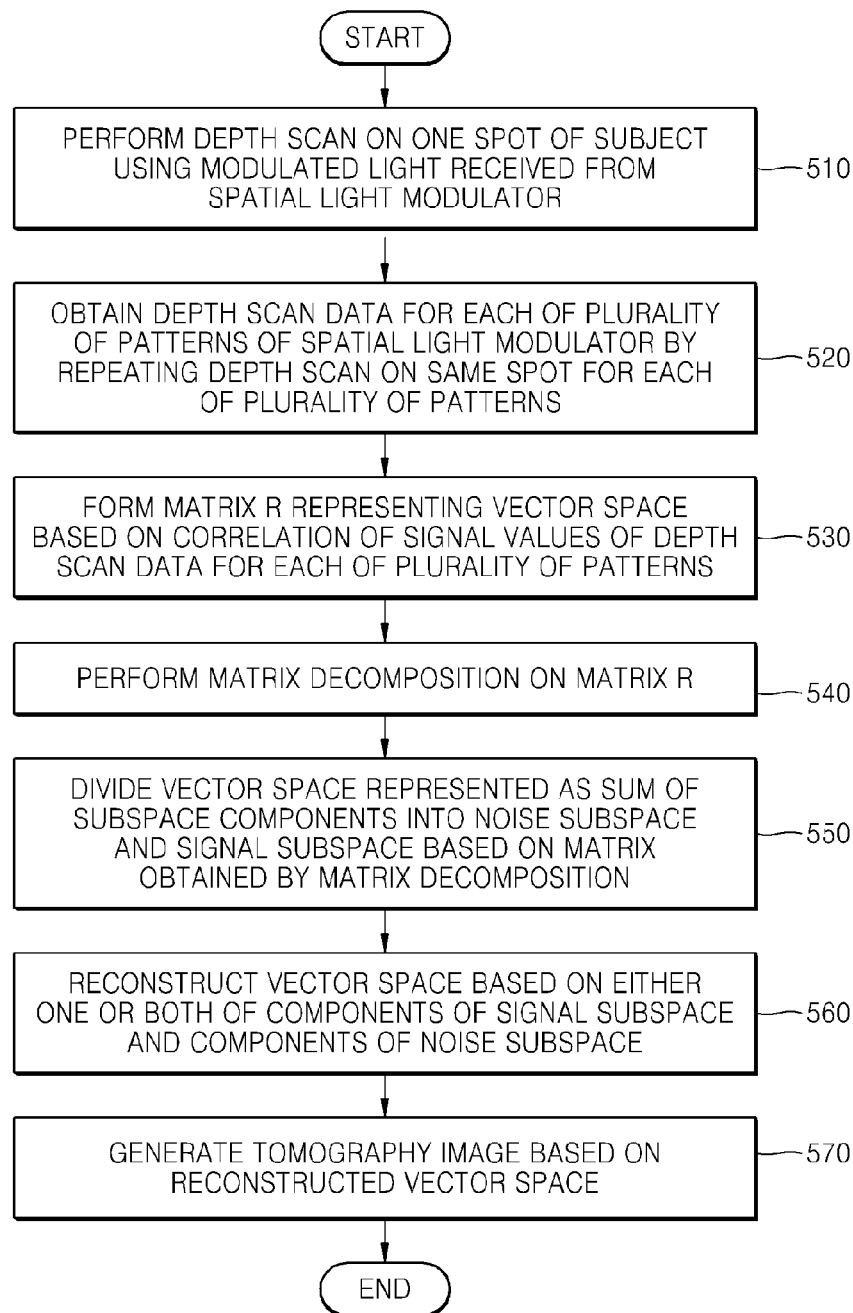 START
PERFORM DEPTH SCAN ON ONE SPOT OF SUBJECT
USING MODULATED LIGHT RECEIVED FROM
SPATIAL LIGHT MODULATOR
510
OBTAIN DEPTH SCAN DATA FOR EACH OF PLURALITY
OF PATTERNS OF SPATIAL LIGHT MODULATOR BY
REPEATING DEPTH SCAN ON SAME SPOT FOR EACH
OF PLURALITY OF PATTERNS
520
FORM MATRIX R REPRESENTING VECTOR SPACE
BASED ON CORRELATION OF SIGNAL VALUES OF DEPTH
SCAN DATA FOR EACH OF PLURALITY OF PATTERNS
530
PERFORM MATRIX DECOMPOSITION ON MATRIX R
540
DIVIDE VECTOR SPACE REPRESENTED AS SUM OF
SUBSPACE COMPONENTS INTO NOISE SUBSPACE
AND SIGNAL SUBSPACE BASED ON MATRIX
OBTAINED BY MATRIX DECOMPOSITION
550
RECONSTRUCT VECTOR SPACE BASED ON EITHER
ONE OR BOTH OF COMPONENTS OF SIGNAL SUBSPACE
AND COMPONENTS OF NOISE SUBSPACE
560
GENERATE TOMOGRAPHY IMAGE BASED ON
RECONSTRUCTED VECTOR SPACE
570
END